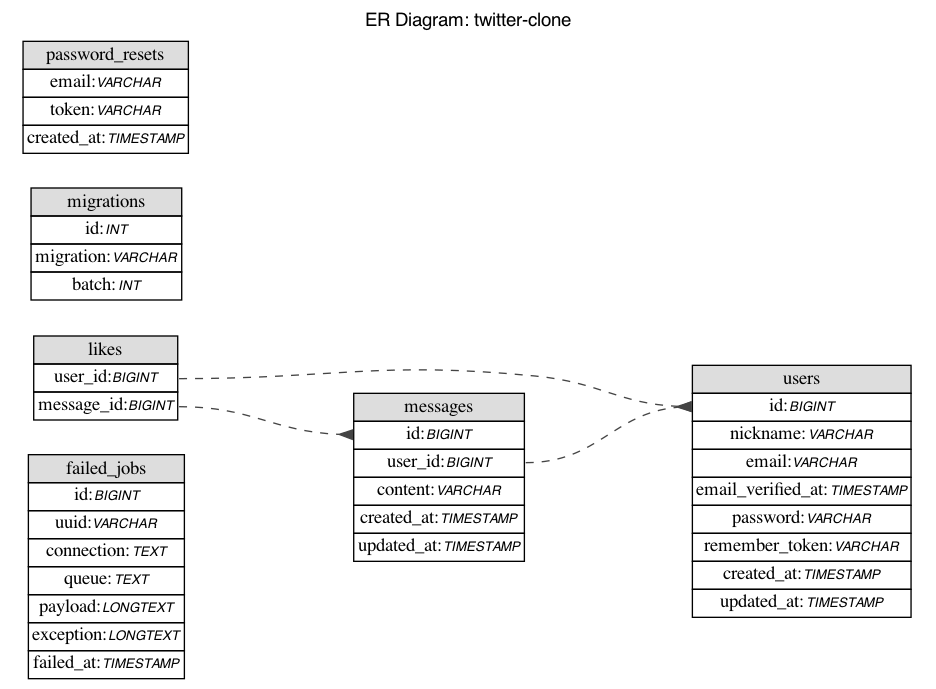 ER Diagram: twitter-clone
password_resets
email: VARCHAR
token: VARCHAR
created_at: TIMESTAMP
migrations
id: INT
migration: VARCHAR
batch: INT
likes
user_id: BIGINT
message_id: BIGINT
failed_jobs
id: BIGINT
uuid: VARCHAR
connection: TEXT
queue: TEXT
payload: LONGTEXT
exception: LONGTEXT
failed_at: TIMESTAMP
messages
id: BIGINT
user_id: BIGINT
content: VARCHAR
created_at: TIMESTAMP
updated_at: TIMESTAMP
users
id: BIGINT
nickname: VARCHAR
email: VARCHAR
email_verified_at: TIMESTAMP
password: VARCHAR
remember_token: VARCHAR
created_at: TIMESTAMP
updated_at: TIMESTAMP